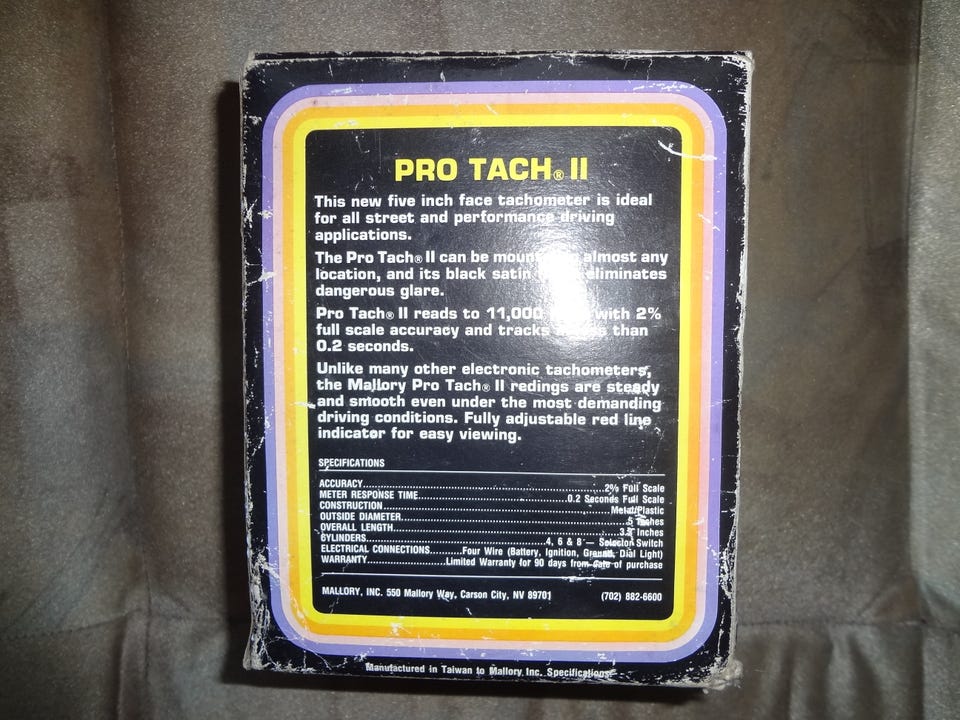 PRO TACH® II
This new five inch face tachometer is ideal
for all street and performance driving
applications.
The Pro Tach® II can be almost any
location, and its black satin eliminates
dangerous glare.
Pro Tach® II reads to 11,000 with 2%
full scale accuracy and tracks than
0.2 seconds.
Unlike many other electronic tachometers,
the Mallory Pro Tach® II redings are steady
and smooth even under the most demanding
driving conditions. Fully adjustable red line
indicator for easy viewing.
SPECIFICATIONS
ACCURACY 2% Full Scale
METER RESPONSE TIME 0.2 Seconds Full Scale
CONSTRUCTION Metal/Plastic
OUTSIDE DIAMETER 5 Inches
OVERALL LENGTH Inches
CYLINDERS 4, 6 & 8 — Selector Switch
ELECTRICAL CONNECTIONS Four Wire (Battery, Ignition, Ground, Dial Light)
WARRANTY Limited Warranty for 90 days from date of purchase
MALLORY, INC. 550 Mallory Way, Carson City, NV 89701 (702) 882-6600
Manufactured in Taiwan to Mallory Inc. Specifications